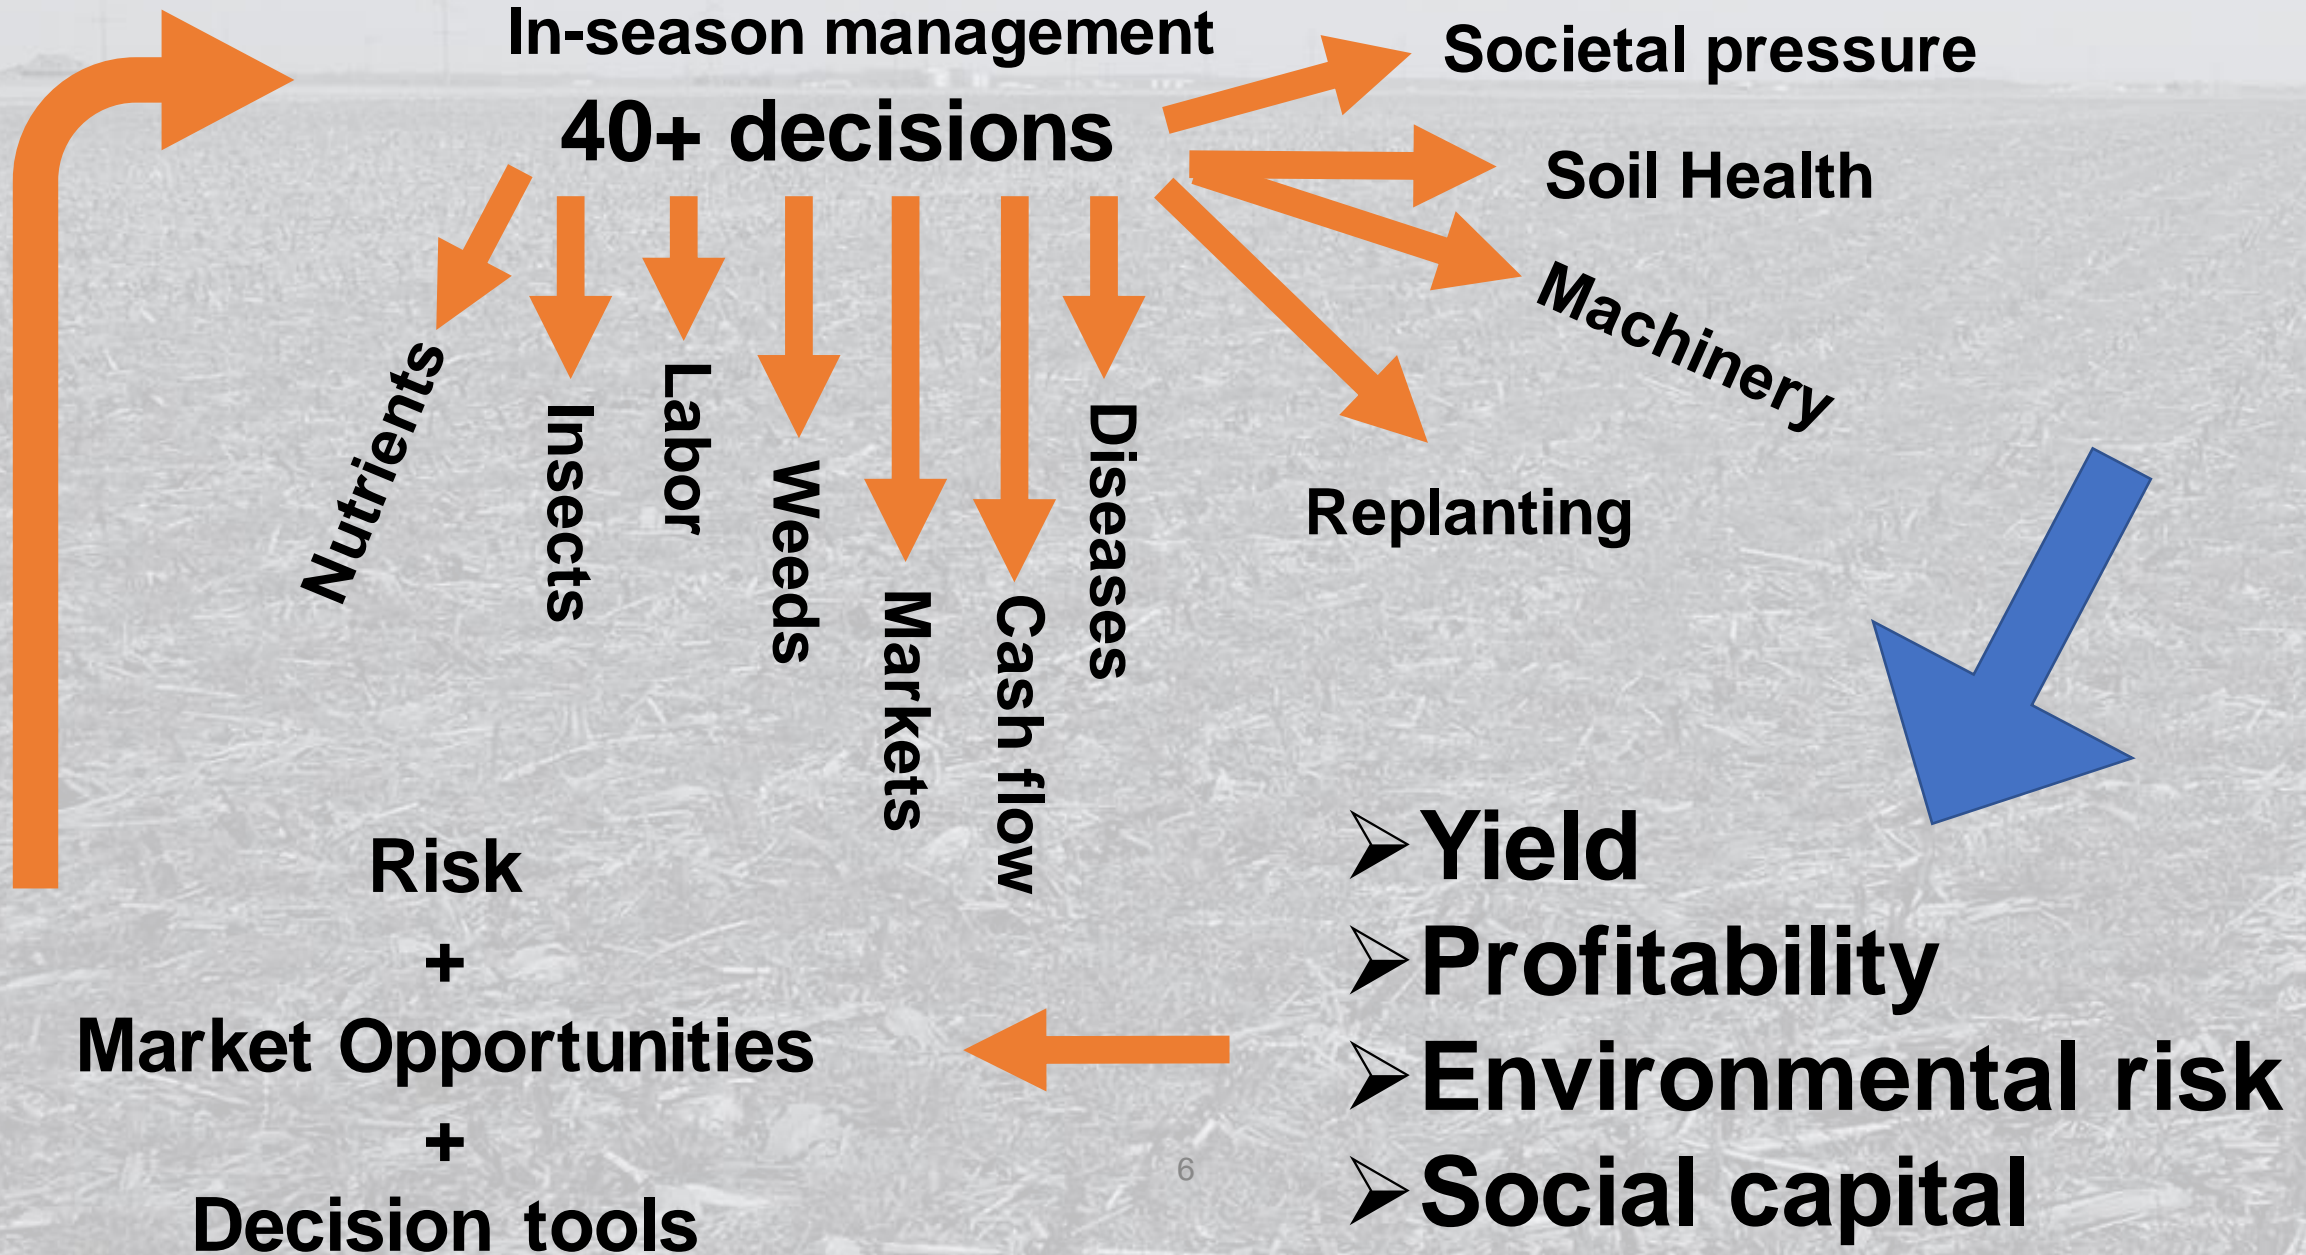 In-season management
40+ decisions
Societal pressure
Soil Health
Machinery
Replanting
Nutrients
Insects
Labor
Weeds
Markets
Cash flow
Diseases
Risk
+
Market Opportunities
+
Decision tools
➢Yield
➢Profitability
➢Environmental risk
➢Social capital
6